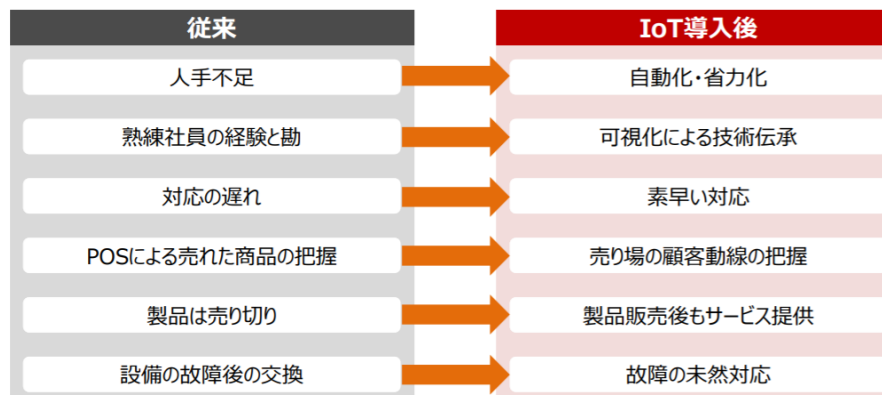 従来
IoT導入後
人手不足
自動化・省力化
熟練社員の経験と勘
可視化による技術伝承
対応の遅れ
素早い対応
POSによる売れた商品の把握
売り場の顧客動線の把握
製品は売り切り
製品販売後もサービス提供
設備の故障後の交換
故障の未然対応